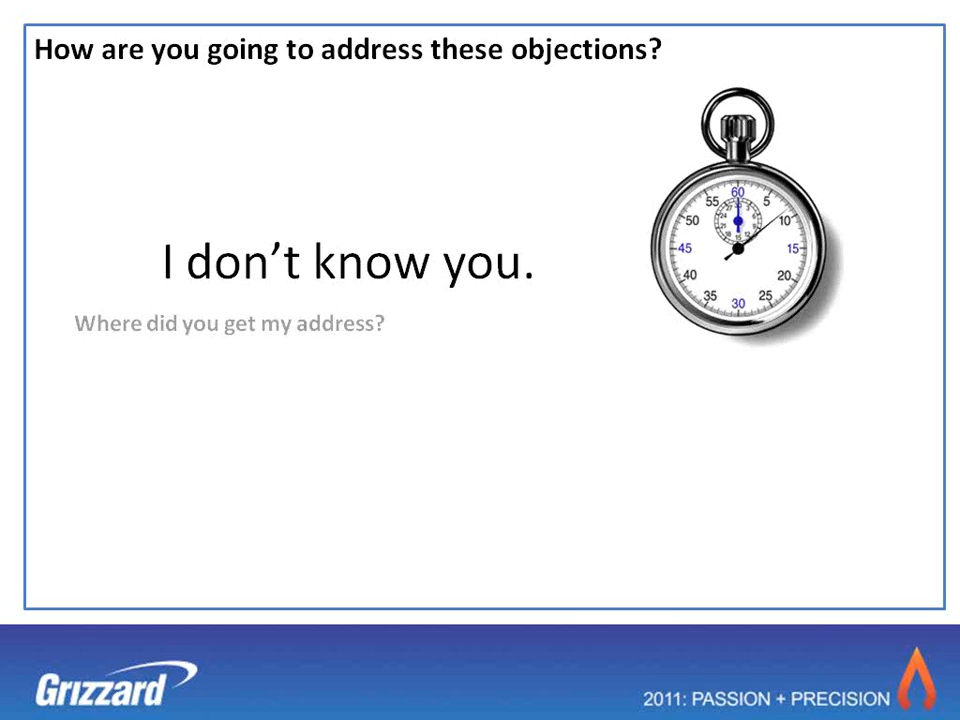 How are you going to address these objections?
I don't know you.
Where did you get my address?
60
55
5
50
10
45
15
40
20
35
25
30
GRIZZARD
2011: PASSION + PRECISION